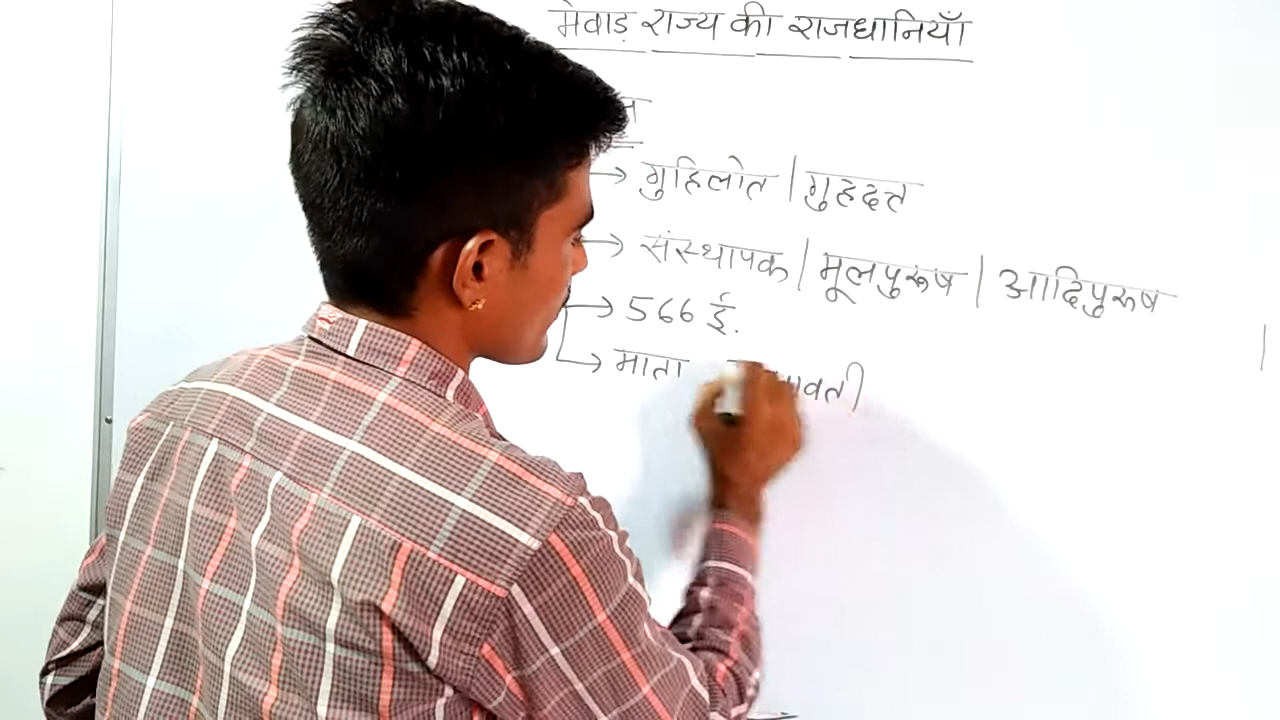 मेवाड़ राज्य की राजधानियाँ
→ गुहिलोत | गुहदत्त
→ संस्थापक | मूलपुरूष | आदिपुरूष
→ 566 ई.
→ माता